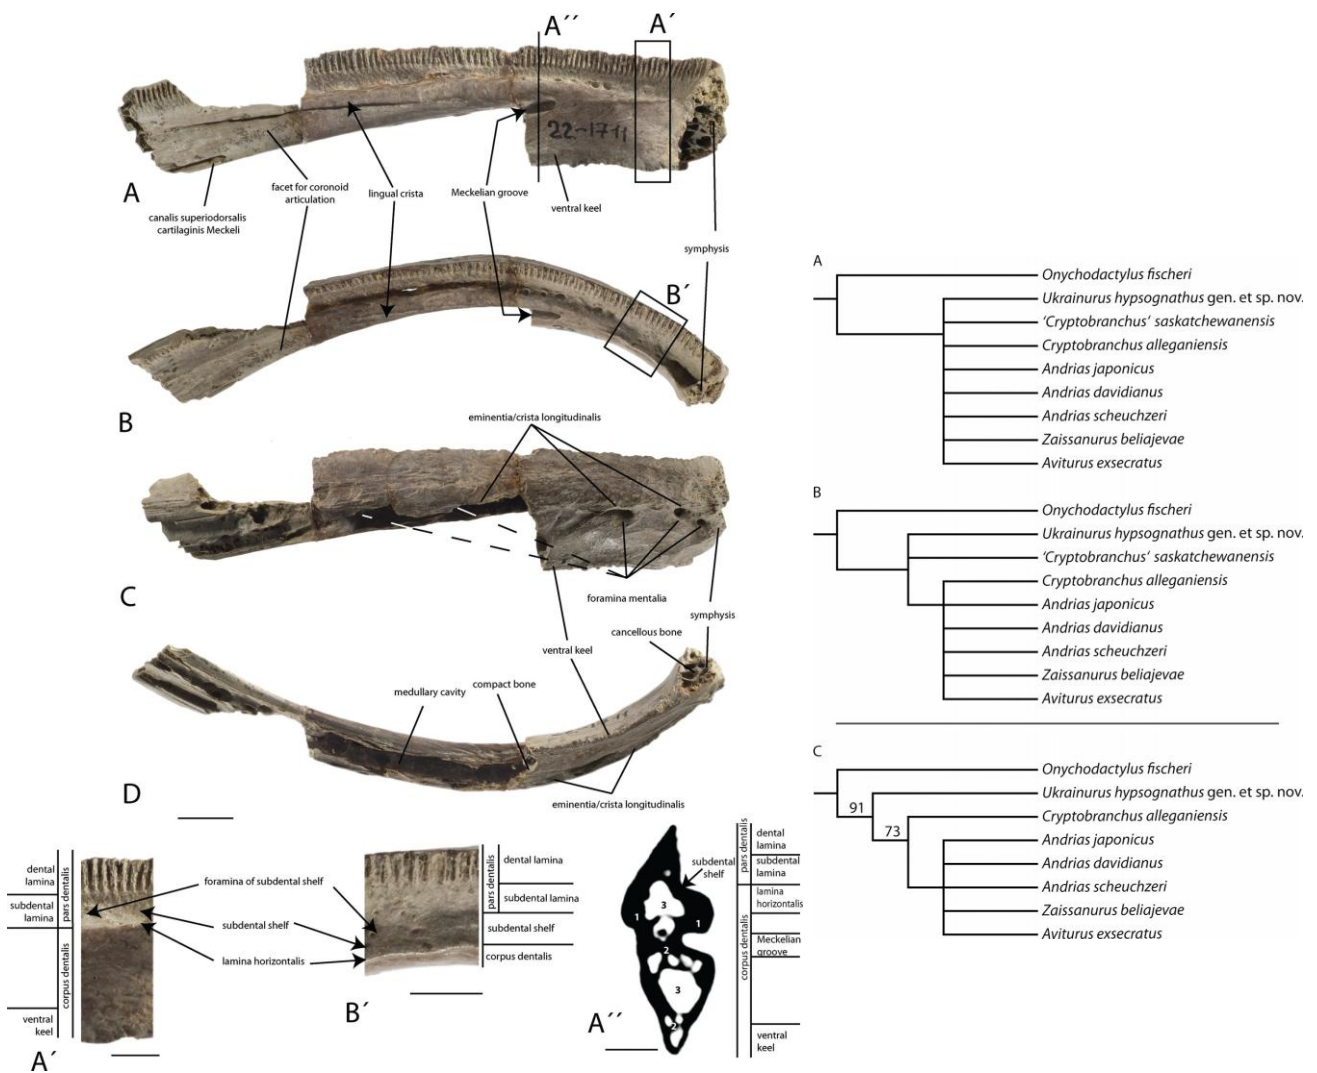 A´´
A´
22-1711
A
canalis superiodorsalis
cartilaginis Meckeli
facet for coronoid
articulation
lingual crista
Meckelian groove
ventral keel
symphysis
B´
B
eminentia/crista longitudinalis
C
foramina mentalia
symphysis
cancellous bone
ventral keel
medullary cavity
compact bone
D
eminentia/crista longitudinalis
dental
lamina
subdental
lamina
pars dentalis
corpus dentalis
ventral
keel
A´
foramina of subdental shelf
subdental shelf
lamina horizontalis
pars dentalis
dental lamina
subdental lamina
subdental shelf
corpus dentalis
B´
subdental
shelf
3
1
1
2
3
2
A´´
pars dentalis
corpus dentalis
dental
lamina
subdental
lamina
lamina
horizontalis
Meckelian
groove
ventral
keel
A
Onychodactylus fischeri
Ukrainurus hypsognathus gen. et sp. nov.
‘Cryptobranchus’ saskatchewanensis
Cryptobranchus alleganiensis
Andrias japonicus
Andrias davidianus
Andrias scheuchzeri
Zaissanurus beliajevae
Aviturus exsecratus
B
Onychodactylus fischeri
Ukrainurus hypsognathus gen. et sp. nov.
‘Cryptobranchus’ saskatchewanensis
Cryptobranchus alleganiensis
Andrias japonicus
Andrias davidianus
Andrias scheuchzeri
Zaissanurus beliajevae
Aviturus exsecratus
C
Onychodactylus fischeri
Ukrainurus hypsognathus gen. et sp. nov.
91
Cryptobranchus alleganiensis
73
Andrias japonicus
Andrias davidianus
Andrias scheuchzeri
Zaissanurus beliajevae
Aviturus exsecratus